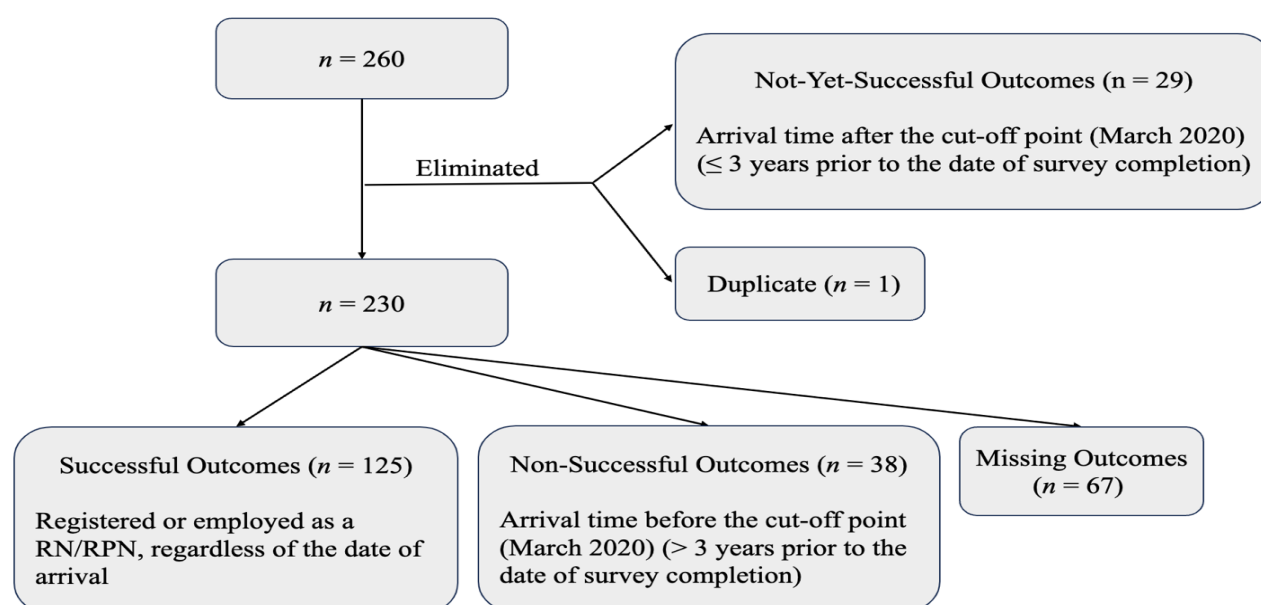 n = 260
Not-Yet-Successful Outcomes (n = 29)
Arrival time after the cut-off point (March 2020)
(≤ 3 years prior to the date of survey completion)
Eliminated
Duplicate (n = 1)
n = 230
Successful Outcomes (n = 125)
Registered or employed as a
RN/RPN, regardless of the date of
arrival
Non-Successful Outcomes (n = 38)
Arrival time before the cut-off point
(March 2020) (> 3 years prior to the
date of survey completion)
Missing Outcomes
(n = 67)